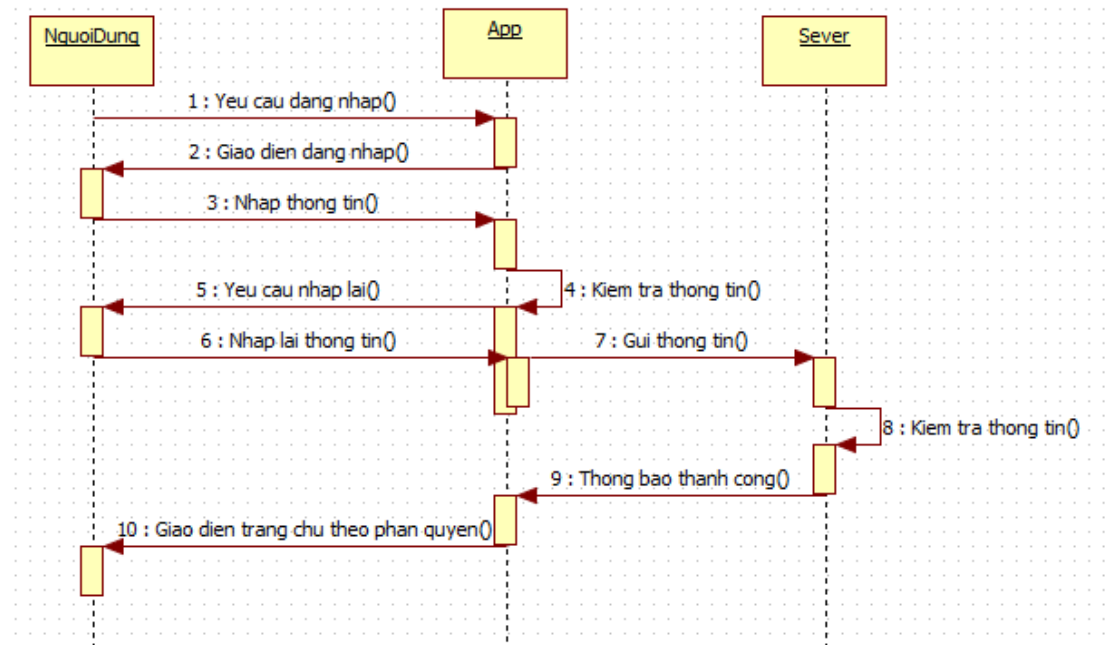 NguoiDung
App
Sever
1 : Yeu cau dang nhap()
2 : Giao dien dang nhap()
3 : Nhap thong tin()
4 : Kiem tra thong tin()
5 : Yeu cau nhap lai()
6 : Nhap lai thong tin()
7 : Gui thong tin()
8 : Kiem tra thong tin()
9 : Thong bao thanh cong()
10 : Giao dien trang chu theo phan quyen()